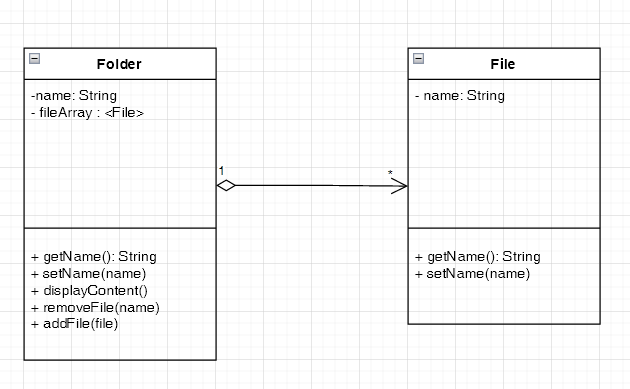 Folder
-name: String
- fileArray : <File>
+ getName(): String
+ setName(name)
+ displayContent()
+ removeFile(name)
+ addFile(file)
1
*
File
- name: String
+ getName(): String
+ setName(name)